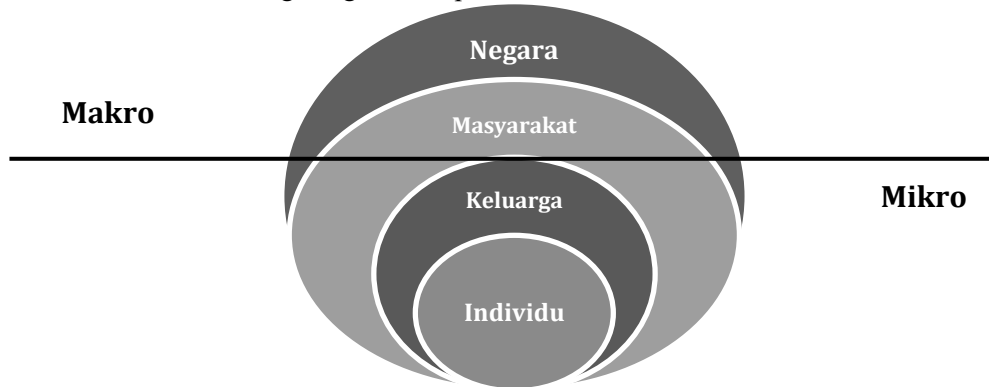 Negara
Makro
Masyarakat
Keluarga
Mikro
Individu